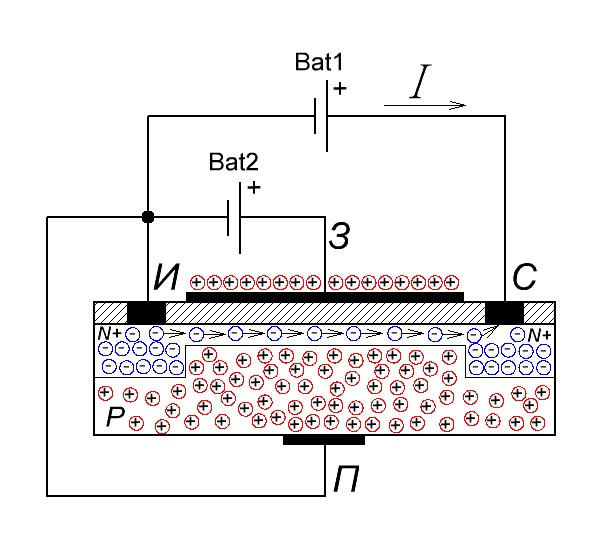 Bat1
+
I
Bat2
+
З
И
С
N+
N+
P
П